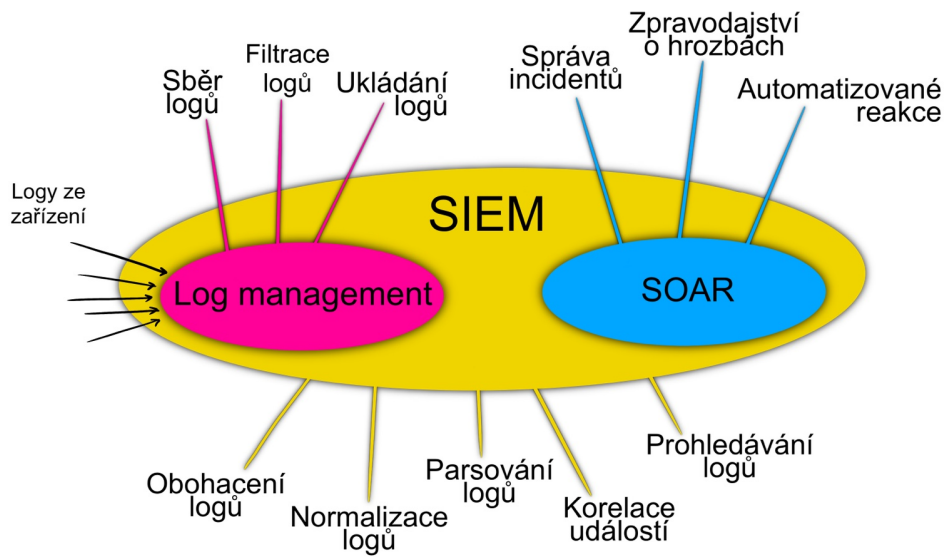 Sběr
logů
Filtrace
logů
Ukládání
logů
Správa
incidentů
Zpravodajství
o hrozbách
Automatizované
reakce
Logy ze
zařízení
SIEM
Log management
SOAR
Obohacení
logů
Normalizace
logů
Parsování
logů
Korelace
událostí
Prohledávání
logů